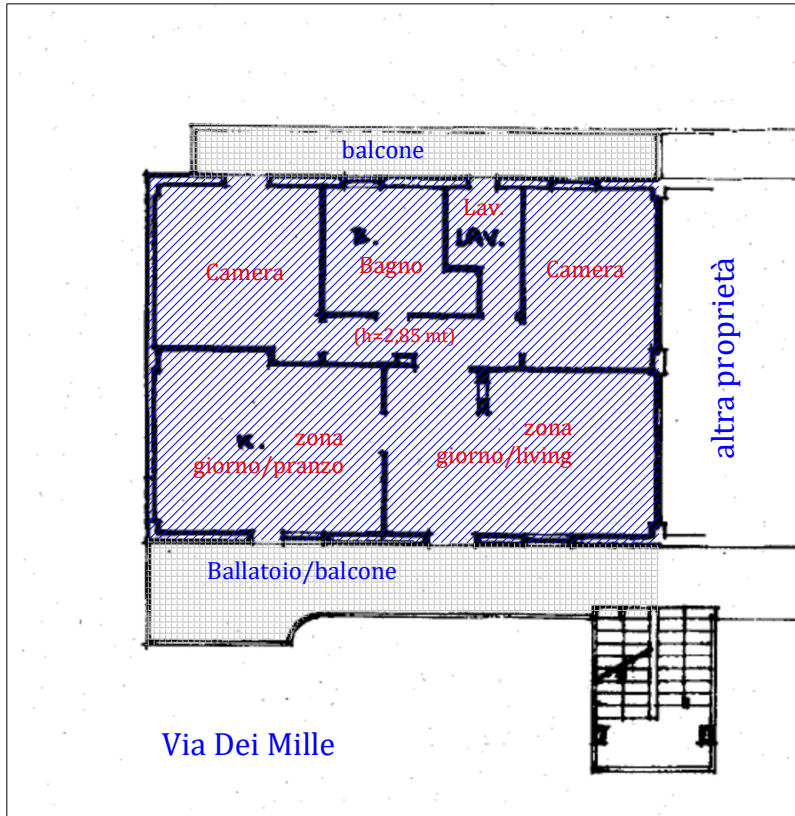 balcone
Lav.
B.
LAV.
Camera
Bagno
Camera
(h=2,85 mt)
altra proprietà
K.
zona
giorno/pranzo
zona
giorno/living
Ballatoio/balcone
Via Dei Mille